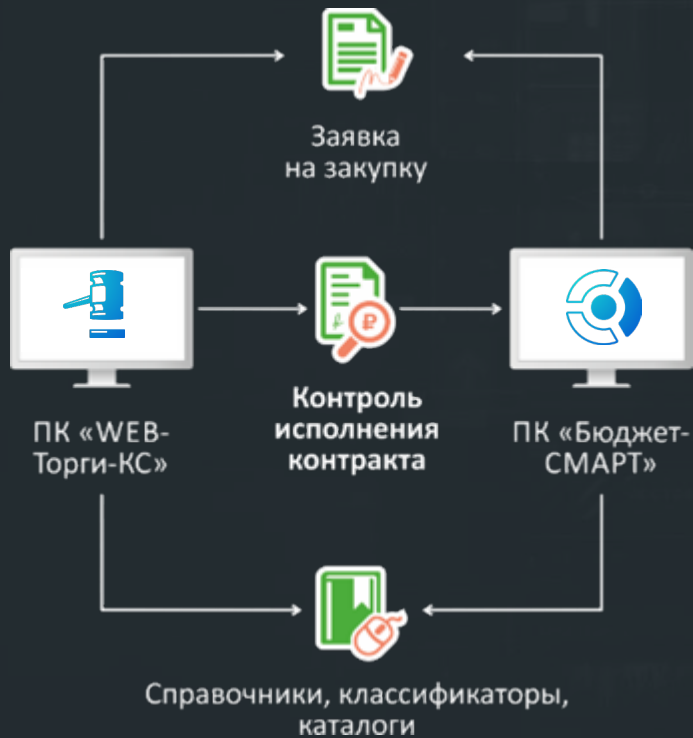 Заявка
на закупку
ПК «WEB-
Торги-КС»
Контроль
исполнения
контракта
ПК «Бюджет-
СМАРТ»
Справочники, классификаторы,
каталоги